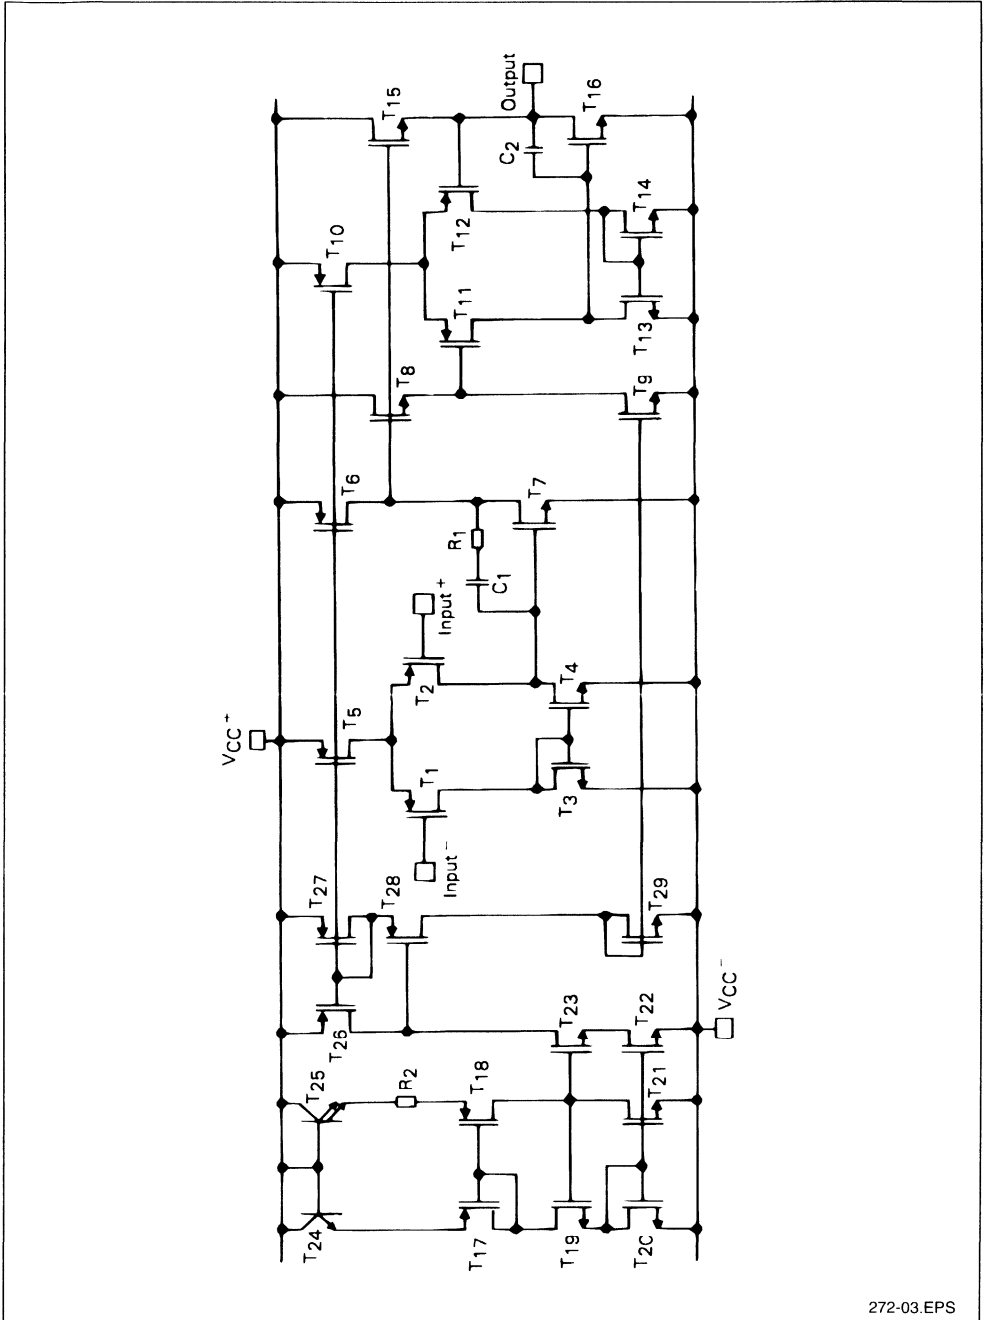 Output
T15
T16
C2
T14
T12
T10
T11
T13
T8
T9
T6
T7
R1
C1
Input+
T2
T4
VCC+
T5
T1
T3
Input-
T27
T28
T29
T26
T23
T22
VCC-
T25
R2
T18
T21
T24
T17
T19
T2C
272-03.EPS